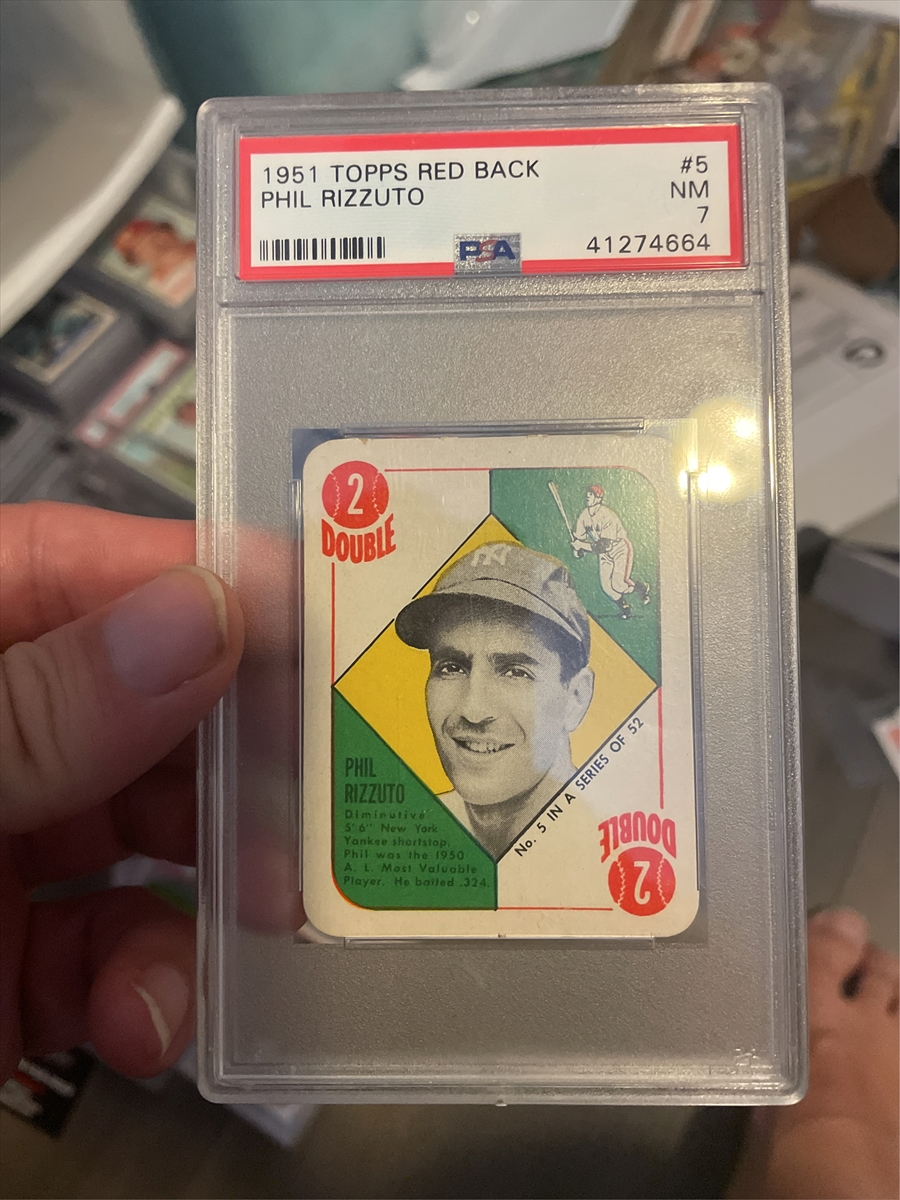 1951 TOPPS RED BACK #5
PHIL RIZZUTO NM
7
PSA 41274664
2
DOUBLE
NY
PHIL
RIZZUTO
Diminutive
5'6" New York
Yankee shortstop.
Phil was the 1950
A. L. Most Valuable
Player. He batted .324.
No. 5 IN A SERIES OF 52
DOUBLE
2